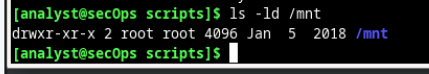 [analyst@secOps scripts]$ ls -ld /mnt
drwxr-xr-x 2 root root 4096 Jan  5  2018 /mnt
[analyst@secOps scripts]$